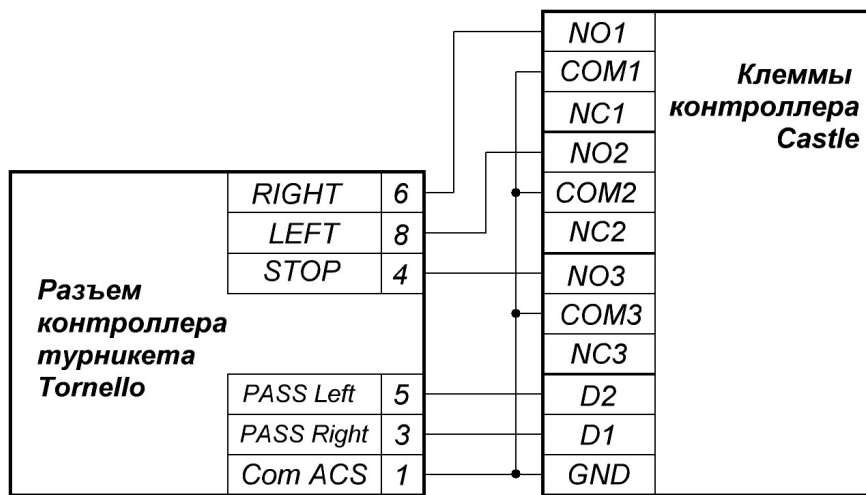 NO1
COM1
NC1
NO2
COM2
NC2
NO3
COM3
NC3
D2
D1
GND
Клеммы
контроллера
Castle
RIGHT 6
LEFT 8
STOP 4
Разъем
контроллера
турникета
Tornello
PASS Left 5
PASS Right 3
Com ACS 1